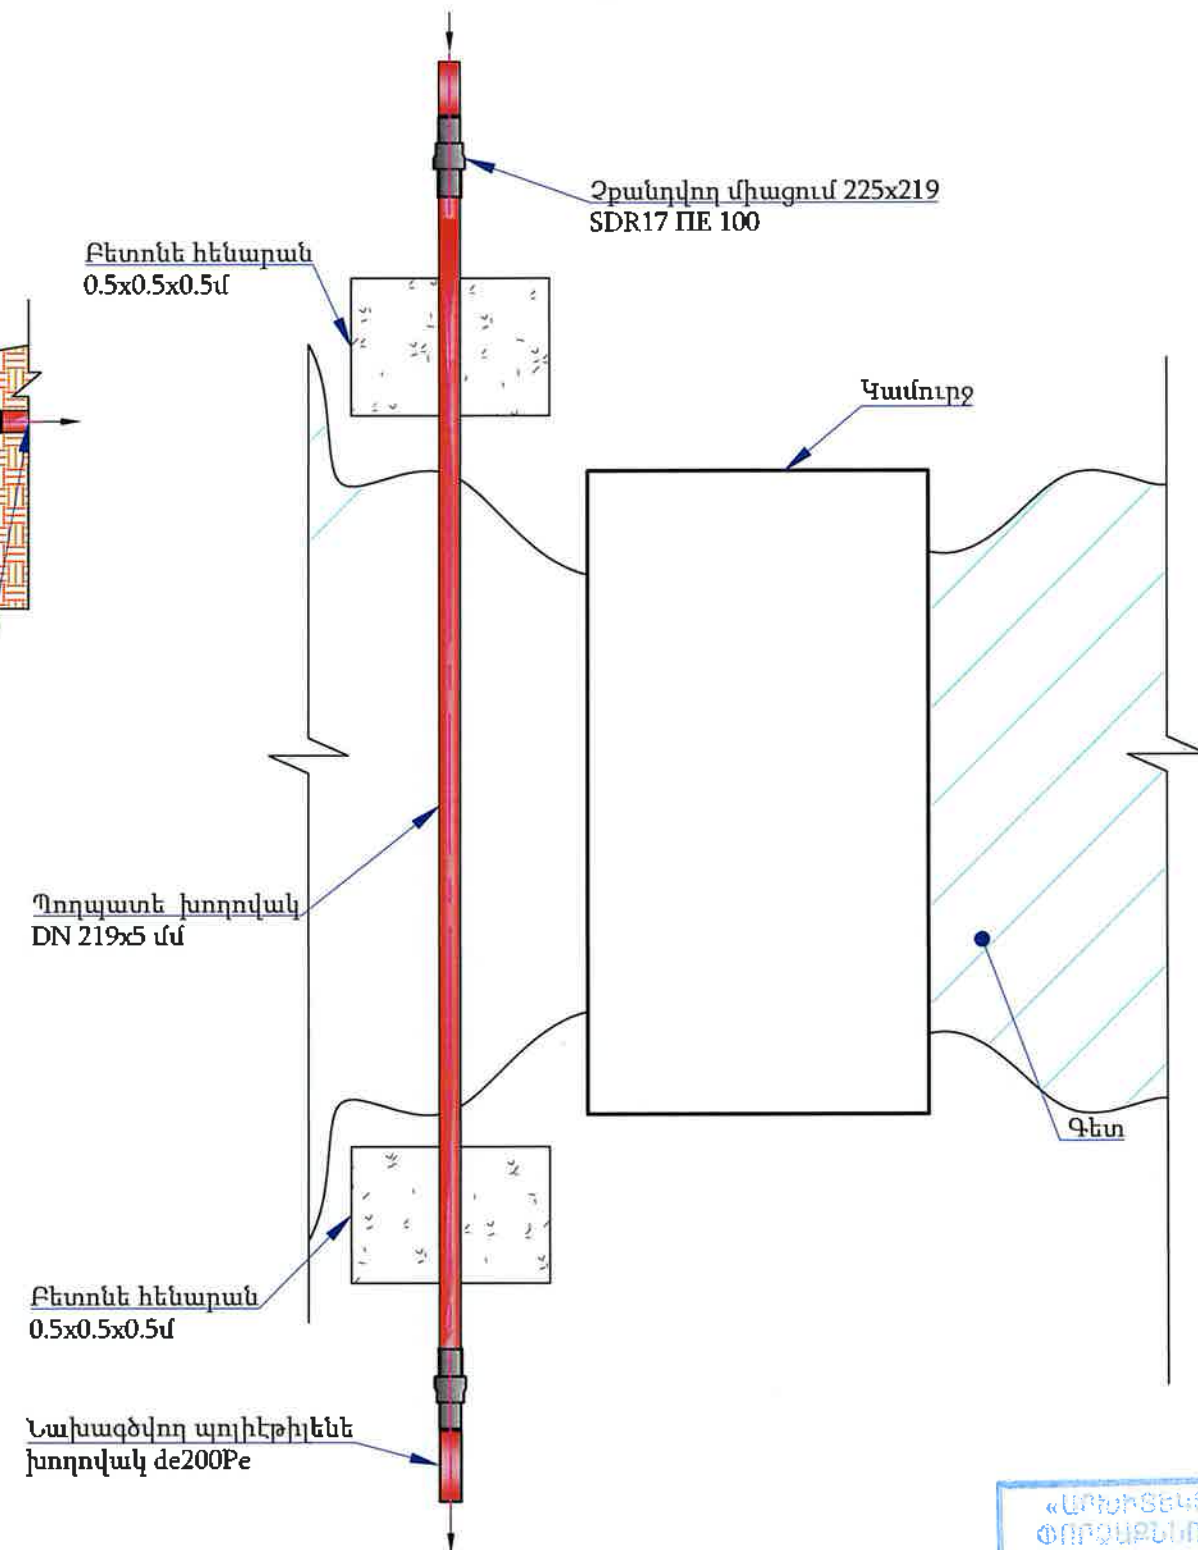 Չքանդվող միացում 225x219
SDR17 ПЕ 100
Բետոնե հենարան
0.5x0.5x0.5մ
Կամուրջ
Պողպատե խողովակ
DN 219x5 մմ
Գետ
Բետոնե հենարան
0.5x0.5x0.5մ
Նախագծվող պոլիէթիլենե
խողովակ de200Pe